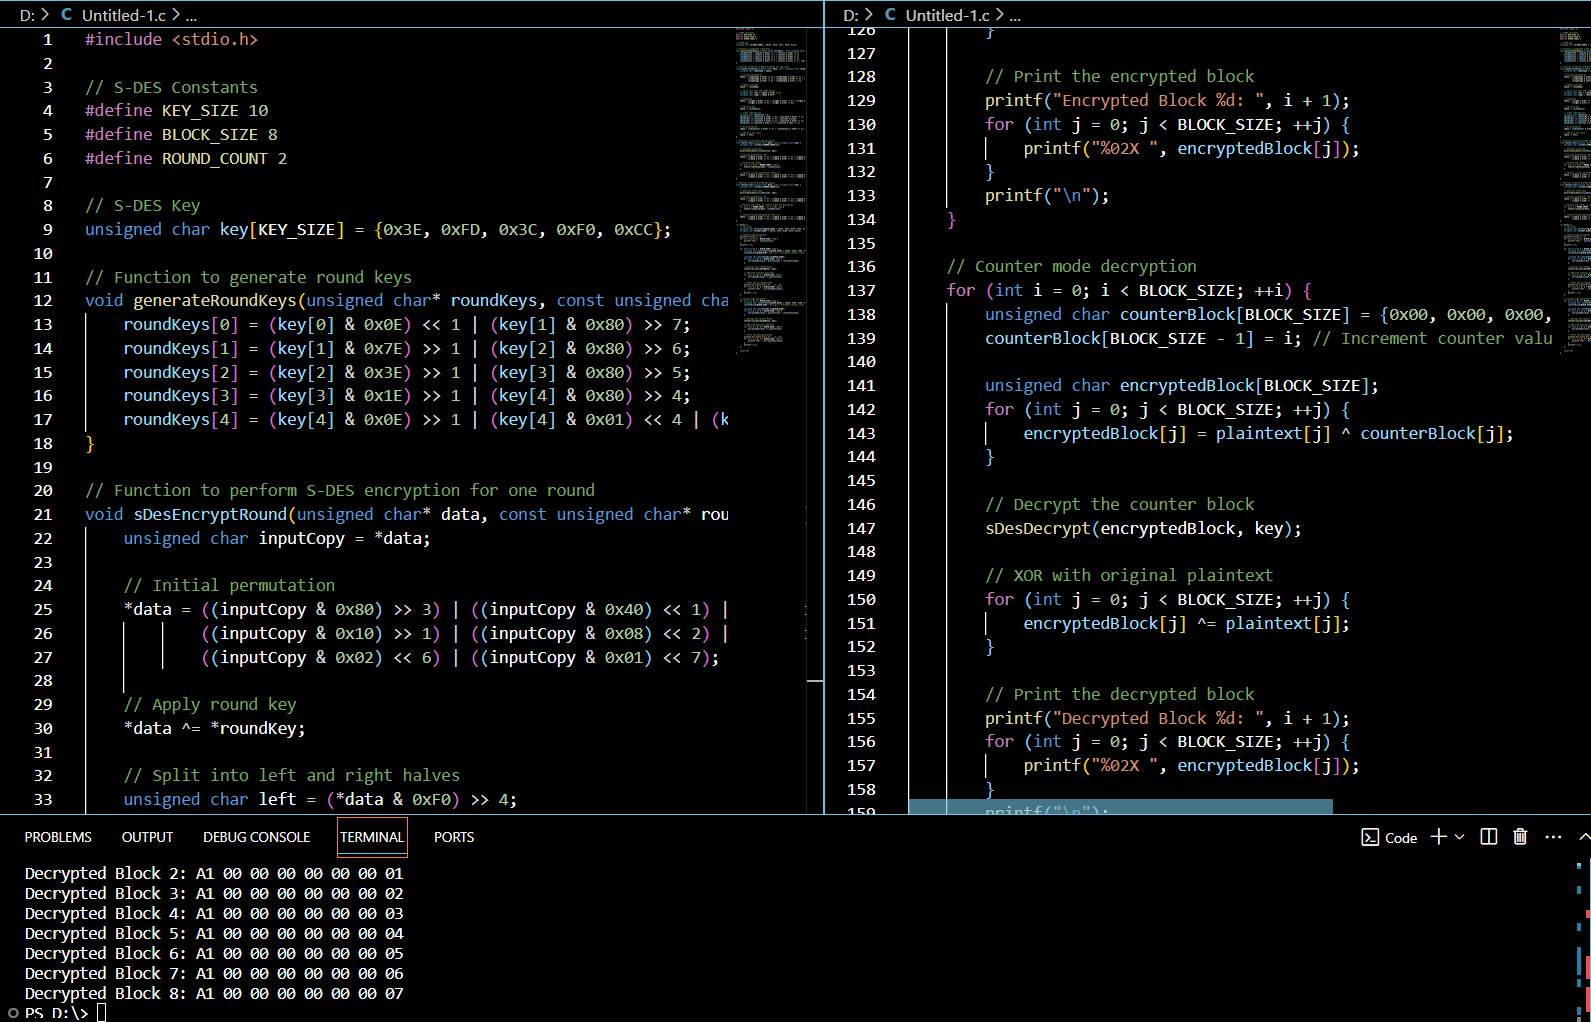 D: > C Untitled-1.c > ...
1 #include <stdio.h>
2
3 // S-DES Constants
4 #define KEY_SIZE 10
5 #define BLOCK_SIZE 8
6 #define ROUND_COUNT 2
7
8 // S-DES Key
9 unsigned char key[KEY_SIZE] = {0x3E, 0xFD, 0x3C, 0xF0, 0xCC};
10
11 // Function to generate round keys
12 void generateRoundKeys(unsigned char* roundKeys, const unsigned cha
13 roundKeys[0] = (key[0] & 0x0E) << 1 | (key[1] & 0x80) >> 7;
14 roundKeys[1] = (key[1] & 0x7E) >> 1 | (key[2] & 0x80) >> 6;
15 roundKeys[2] = (key[2] & 0x3E) >> 1 | (key[3] & 0x80) >> 5;
16 roundKeys[3] = (key[3] & 0x1E) >> 1 | (key[4] & 0x80) >> 4;
17 roundKeys[4] = (key[4] & 0x0E) >> 1 | (key[4] & 0x01) << 4 | (k
18 }
19
20 // Function to perform S-DES encryption for one round
21 void sDesEncryptRound(unsigned char* data, const unsigned char* rou
22 unsigned char inputCopy = *data;
23
24 // Initial permutation
25 *data = ((inputCopy & 0x80) >> 3) | ((inputCopy & 0x40) << 1) |
26 ((inputCopy & 0x10) >> 1) | ((inputCopy & 0x08) << 2) |
27 ((inputCopy & 0x02) << 6) | ((inputCopy & 0x01) << 7);
28
29 // Apply round key
30 *data ^= *roundKey;
31
32 // Split into left and right halves
33 unsigned char left = (*data & 0xF0) >> 4;
D: > C Untitled-1.c > ...
126 }
127
128 // Print the encrypted block
129 printf("Encrypted Block %d: ", i + 1);
130 for (int j = 0; j < BLOCK_SIZE; ++j) {
131 printf("%02X ", encryptedBlock[j]);
132 }
133 printf("\n");
134 }
135
136 // Counter mode decryption
137 for (int i = 0; i < BLOCK_SIZE; ++i) {
138 unsigned char counterBlock[BLOCK_SIZE] = {0x00, 0x00, 0x00,
139 counterBlock[BLOCK_SIZE - 1] = i; // Increment counter valu
140
141 unsigned char encryptedBlock[BLOCK_SIZE];
142 for (int j = 0; j < BLOCK_SIZE; ++j) {
143 encryptedBlock[j] = plaintext[j] ^ counterBlock[j];
144 }
145
146 // Decrypt the counter block
147 sDesDecrypt(encryptedBlock, key);
148
149 // XOR with original plaintext
150 for (int j = 0; j < BLOCK_SIZE; ++j) {
151 encryptedBlock[j] ^= plaintext[j];
152 }
153
154 // Print the decrypted block
155 printf("Decrypted Block %d: ", i + 1);
156 for (int j = 0; j < BLOCK_SIZE; ++j) {
157 printf("%02X ", encryptedBlock[j]);
158 }
159 printf("\n");
PROBLEMS OUTPUT DEBUG CONSOLE TERMINAL PORTS Code
Decrypted Block 2: A1 00 00 00 00 00 00 01
Decrypted Block 3: A1 00 00 00 00 00 00 02
Decrypted Block 4: A1 00 00 00 00 00 00 03
Decrypted Block 5: A1 00 00 00 00 00 00 04
Decrypted Block 6: A1 00 00 00 00 00 00 05
Decrypted Block 7: A1 00 00 00 00 00 00 06
Decrypted Block 8: A1 00 00 00 00 00 00 07
PS D:\>